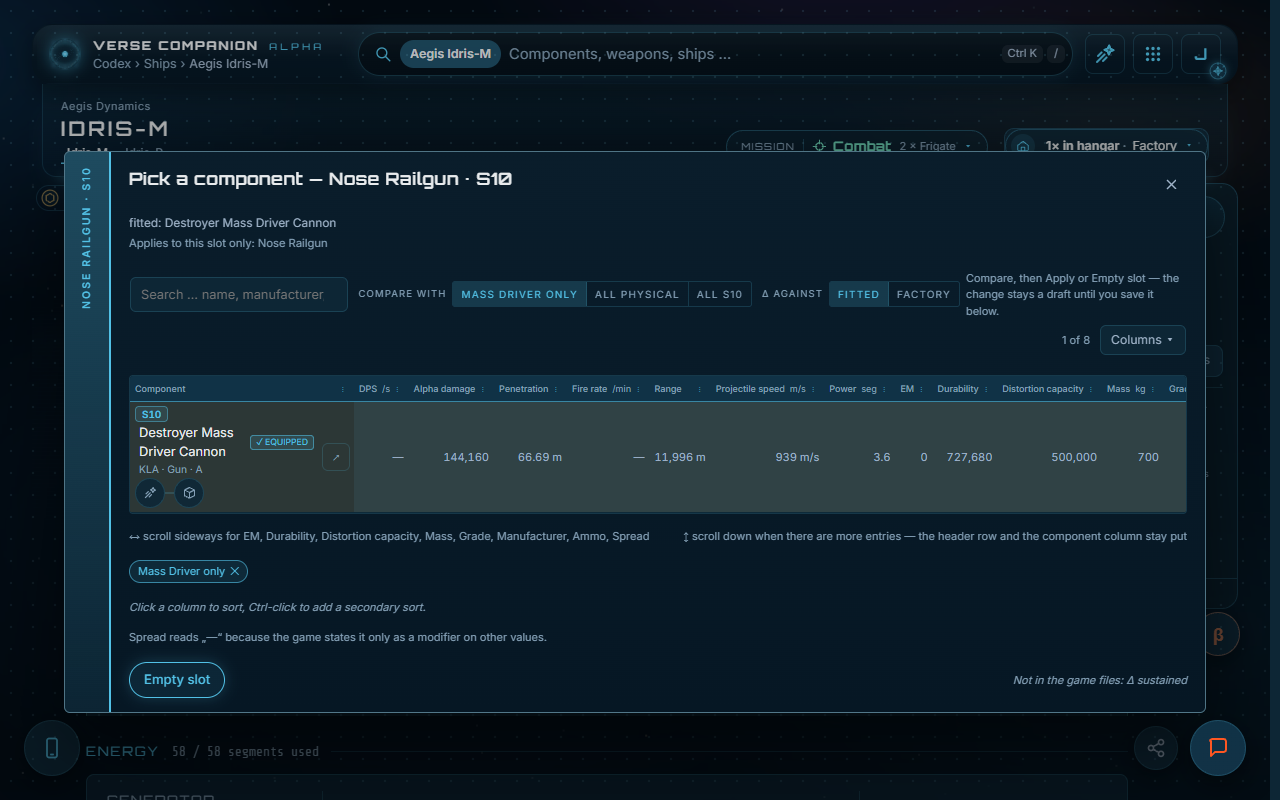 VERSE COMPANION ALPHA
Codex › Ships › Aegis Idris-M
Aegis Idris-M Components, weapons, ships ... Ctrl K /
Aegis Dynamics
IDRIS-M
MISSION Combat 2 × Frigate
1× in hangar · Factory
NOSE RAILGUN · S10
Pick a component — Nose Railgun · S10
fitted: Destroyer Mass Driver Cannon
Applies to this slot only: Nose Railgun
Search ... name, manufacturer
COMPARE WITH MASS DRIVER ONLY ALL PHYSICAL ALL S10
Δ AGAINST FITTED FACTORY
Compare, then Apply or Empty slot — the
change stays a draft until you save it
below.
1 of 8 Columns
Component DPS /s Alpha damage Penetration Fire rate /min Range Projectile speed m/s Power seg EM Durability Distortion capacity Mass kg
S10
Destroyer Mass
Driver Cannon
✓ EQUIPPED
KLA · Gun · A
— 144,160 66.69 m — 11,996 m 939 m/s 3.6 0 727,680 500,000 700
↔ scroll sideways for EM, Durability, Distortion capacity, Mass, Grade, Manufacturer, Ammo, Spread
↕ scroll down when there are more entries — the header row and the component column stay put
Mass Driver only ✕
Click a column to sort, Ctrl-click to add a secondary sort.
Spread reads „—“ because the game states it only as a modifier on other values.
Empty slot
Not in the game files: Δ sustained
β
ENERGY 58 / 58 segments used